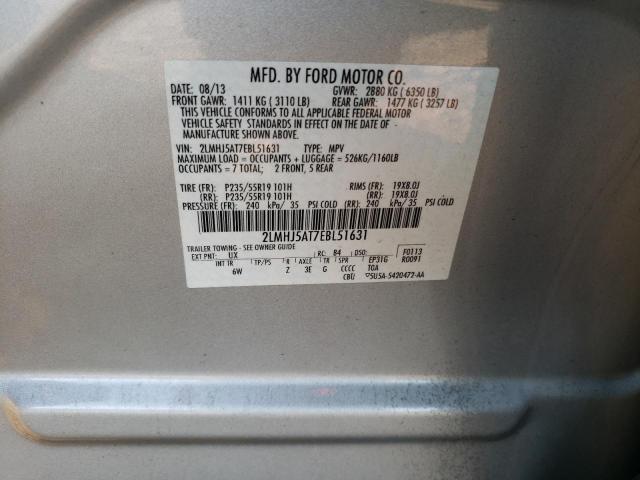 MFD. BY FORD MOTOR CO.
DATE: 08/13 GVWR: 2880 KG ( 6350 LB)
FRONT GAWR: 1411 KG ( 3110 LB) REAR GAWR: 1477 KG ( 3257 LB)
THIS VEHICLE CONFORMS TO ALL APPLICABLE FEDERAL MOTOR
VEHICLE SAFETY STANDARDS IN EFFECT ON THE DATE OF
MANUFACTURE SHOWN ABOVE.
VIN: 2LMHJ5AT7EBL51631 TYPE: MPV
MAXIMUM LOAD = OCCUPANTS + LUGGAGE = 526KG/1160LB
OCCUPANTS = 7 TOTAL; 2 FRONT, 5 REAR
TIRE (FR): P235/55R19 101H RIMS (FR): 19X8.0J
(RR): P235/55R19 101H (RR): 19X8.0J
PRESSURE (FR): 240 kPa/ 35 PSI COLD (RR): 240 kPa/ 35 PSI COLD
2LMHJ5AT7EBL51631
TRAILER TOWING - SEE OWNER GUIDE
EXT PNT: UX RC: B4 DSO: F0113
INT TR TP/PS R AXLE TR SPR EP31G R0091
6W Z 3E G CCCC TCA
CBU 5U5A-5420472-AA